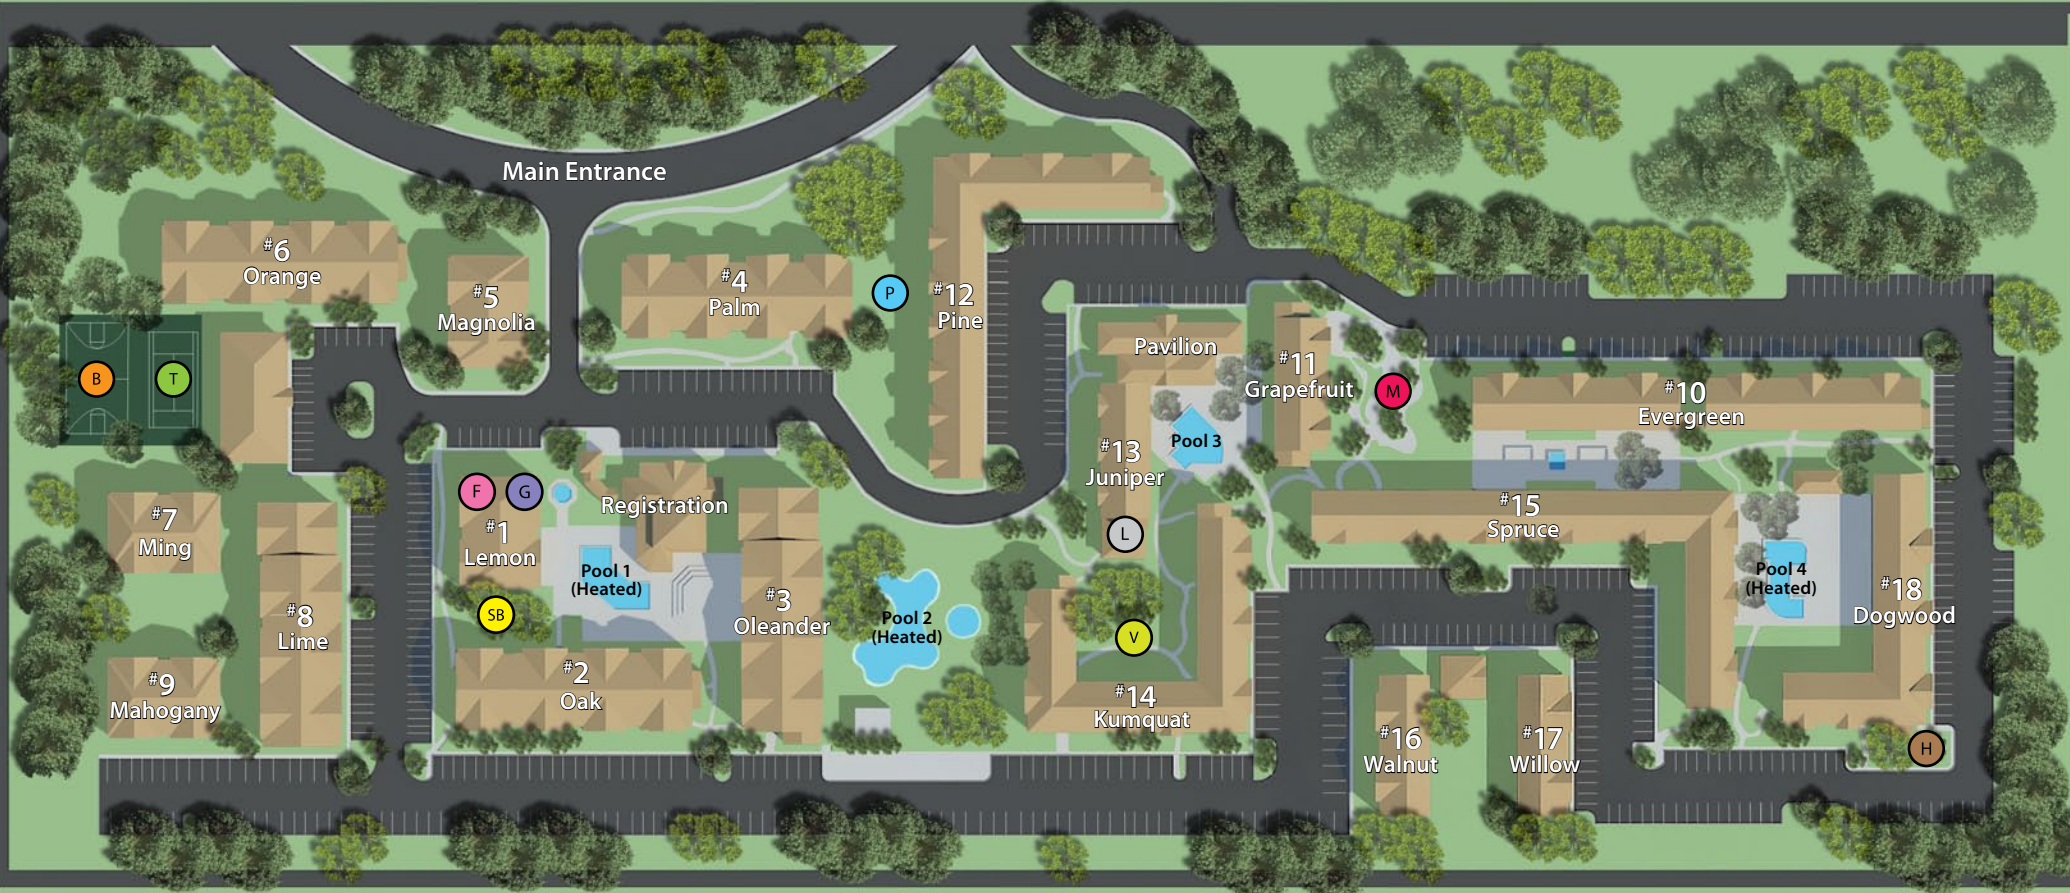 Main Entrance
#6
Orange
#5
Magnolia
#4
Palm
P
#12
Pine
Pavilion
#11
Grapefruit
M
#10
Evergreen
B
T
Pool 3
#13
Juniper
L
F
G
#1
Lemon
Registration
#15
Spruce
#7
Ming
Pool 1
(Heated)
SB
#3
Oleander
Pool 2
(Heated)
V
Pool 4
(Heated)
#18
Dogwood
#8
Lime
#9
Mahogany
#2
Oak
#14
Kumquat
#16
Walnut
#17
Willow
H